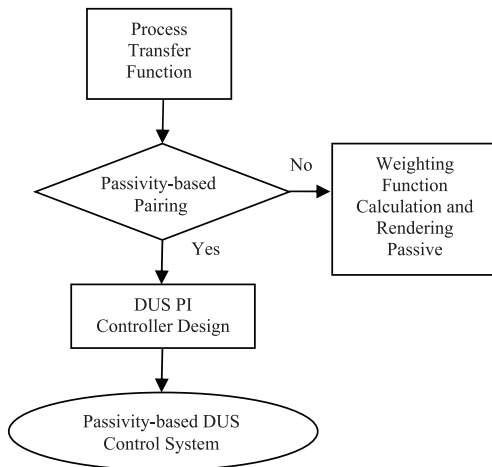 Process
Transfer
Function
Passivity-based
Pairing
No
Weighting
Function
Calculation and
Rendering
Passive
Yes
DUS PI
Controller Design
Passivity-based DUS
Control System